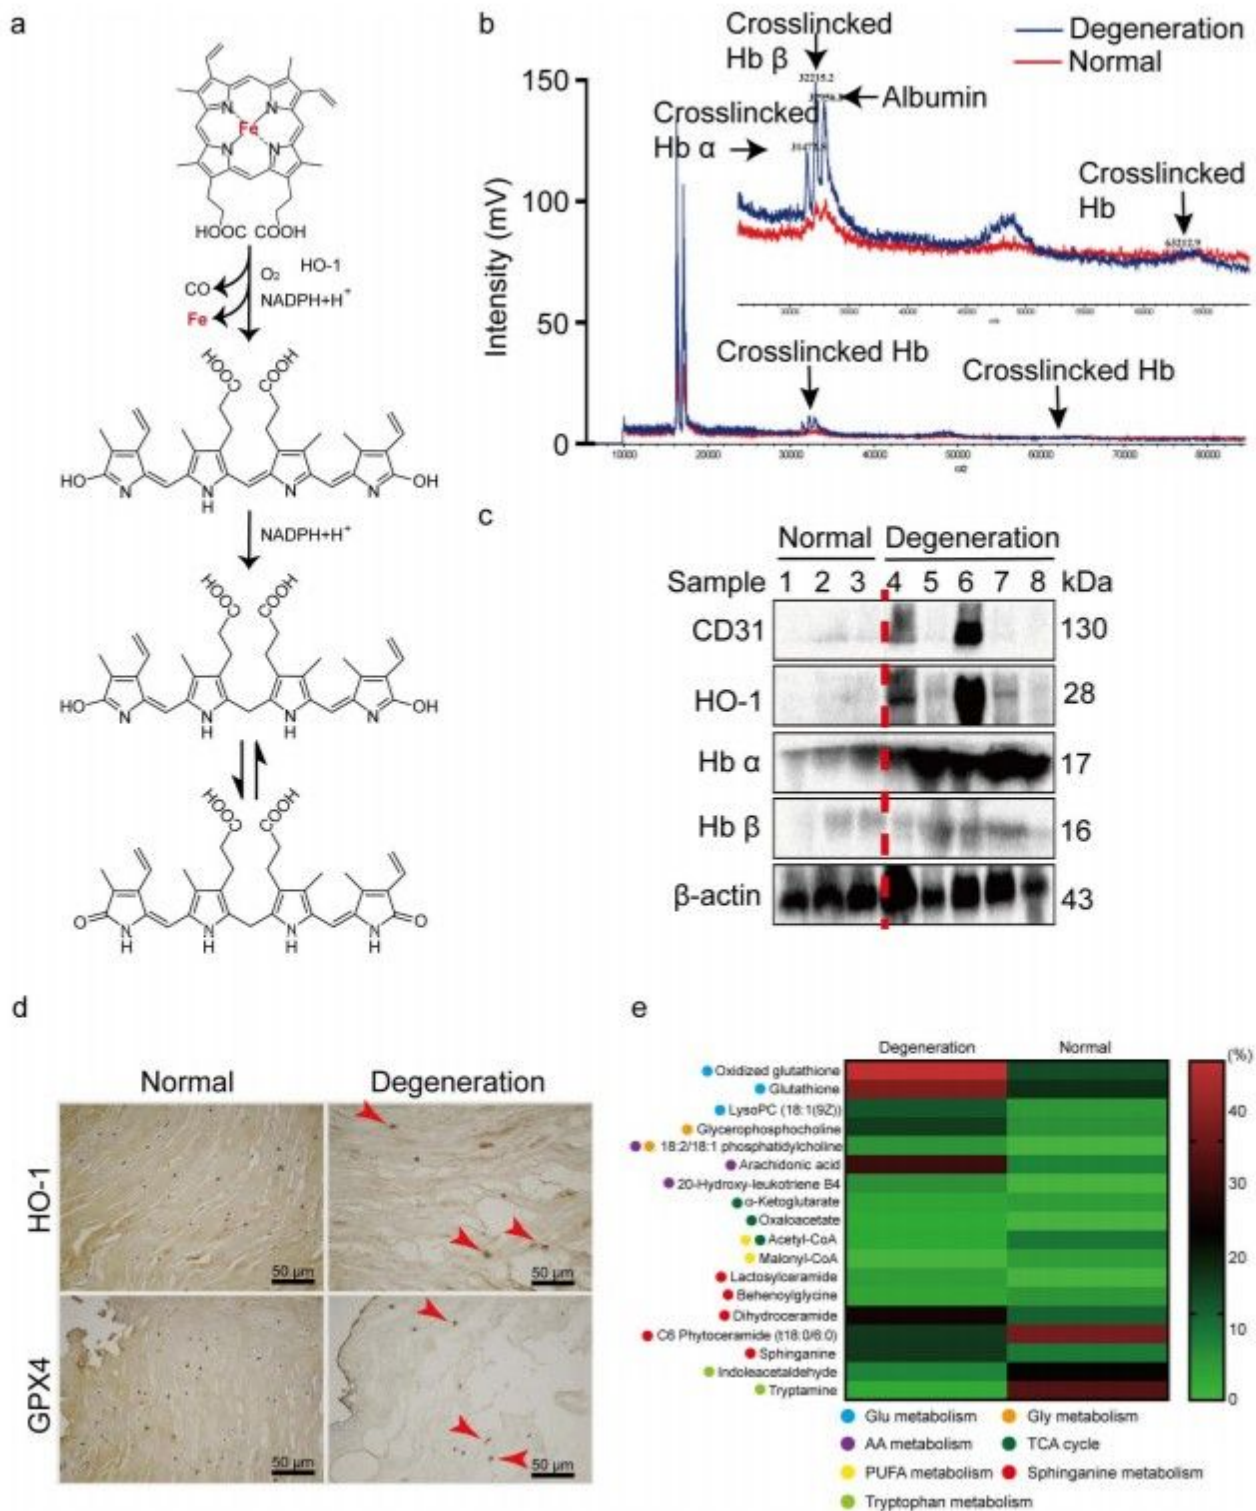 a
N
N
Fe
N
N
HOOC COOH
CO
O₂
HO-1
Fe
NADPH+H⁺
HOOC
COOH
HO
N
N
H
N
N
OH
NADPH+H⁺
HOOC
COOH
HO
N
N
H
N
H
N
OH
HOOC
COOH
O
N
H
N
H
N
H
N
H
O
b
Crosslincked
Hb β
Degeneration
Normal
32215.2
Albumin
Crosslincked
Hb α
Crosslincked
Hb
Intensity (mV)
150
100
50
0
Crosslincked Hb
Crosslincked Hb
10000 20000 30000 40000 50000 60000 70000 80000
c
Normal Degeneration
Sample 1 2 3 4 5 6 7 8 kDa
CD31 130
HO-1 28
Hb α 17
Hb β 16
β-actin 43
d
Normal Degeneration
HO-1
50 μm
50 μm
GPX4
50 μm
50 μm
e
Degeneration Normal (%)
Oxidized glutathione
Glutathione
LysoPC (18:1(9Z))
Glycerophosphocholine
18:2/18:1 phosphatidylcholine
Arachidonic acid
20-Hydroxy-leukotriene B4
α-Ketoglutarate
Oxaloacetate
Acetyl-CoA
Malonyl-CoA
Lactosylceramide
Behenoylglycine
Dihydroceramide
C6 Phytoceramide (t18:0/6:0)
Sphinganine
Indoleacetaldehyde
Tryptamine
40
30
20
10
0
Glu metabolism Gly metabolism
AA metabolism TCA cycle
PUFA metabolism Sphinganine metabolism
Tryptophan metabolism